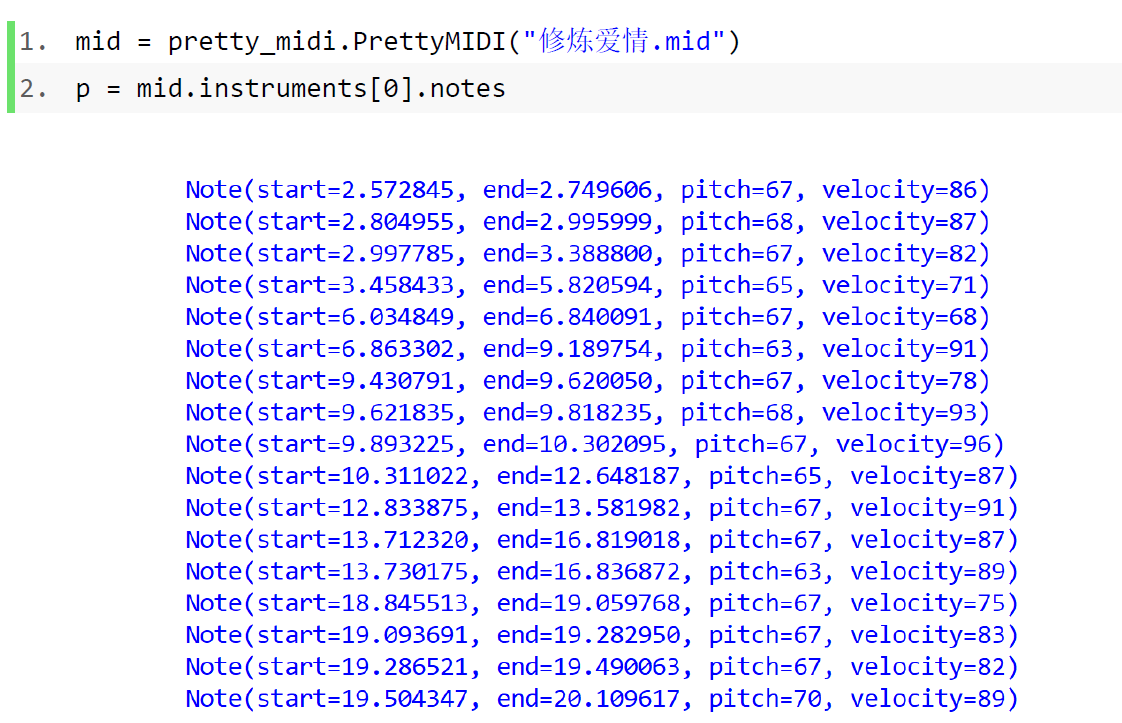 1. mid = pretty_midi.PrettyMIDI("修炼爱情.mid")
2. p = mid.instruments[0].notes
Note(start=2.572845, end=2.749606, pitch=67, velocity=86)
Note(start=2.804955, end=2.995999, pitch=68, velocity=87)
Note(start=2.997785, end=3.388800, pitch=67, velocity=82)
Note(start=3.458433, end=5.820594, pitch=65, velocity=71)
Note(start=6.034849, end=6.840091, pitch=67, velocity=68)
Note(start=6.863302, end=9.189754, pitch=63, velocity=91)
Note(start=9.430791, end=9.620050, pitch=67, velocity=78)
Note(start=9.621835, end=9.818235, pitch=68, velocity=93)
Note(start=9.893225, end=10.302095, pitch=67, velocity=96)
Note(start=10.311022, end=12.648187, pitch=65, velocity=87)
Note(start=12.833875, end=13.581982, pitch=67, velocity=91)
Note(start=13.712320, end=16.819018, pitch=67, velocity=87)
Note(start=13.730175, end=16.836872, pitch=63, velocity=89)
Note(start=18.845513, end=19.059768, pitch=67, velocity=75)
Note(start=19.093691, end=19.282950, pitch=67, velocity=83)
Note(start=19.286521, end=19.490063, pitch=67, velocity=82)
Note(start=19.504347, end=20.109617, pitch=70, velocity=89)